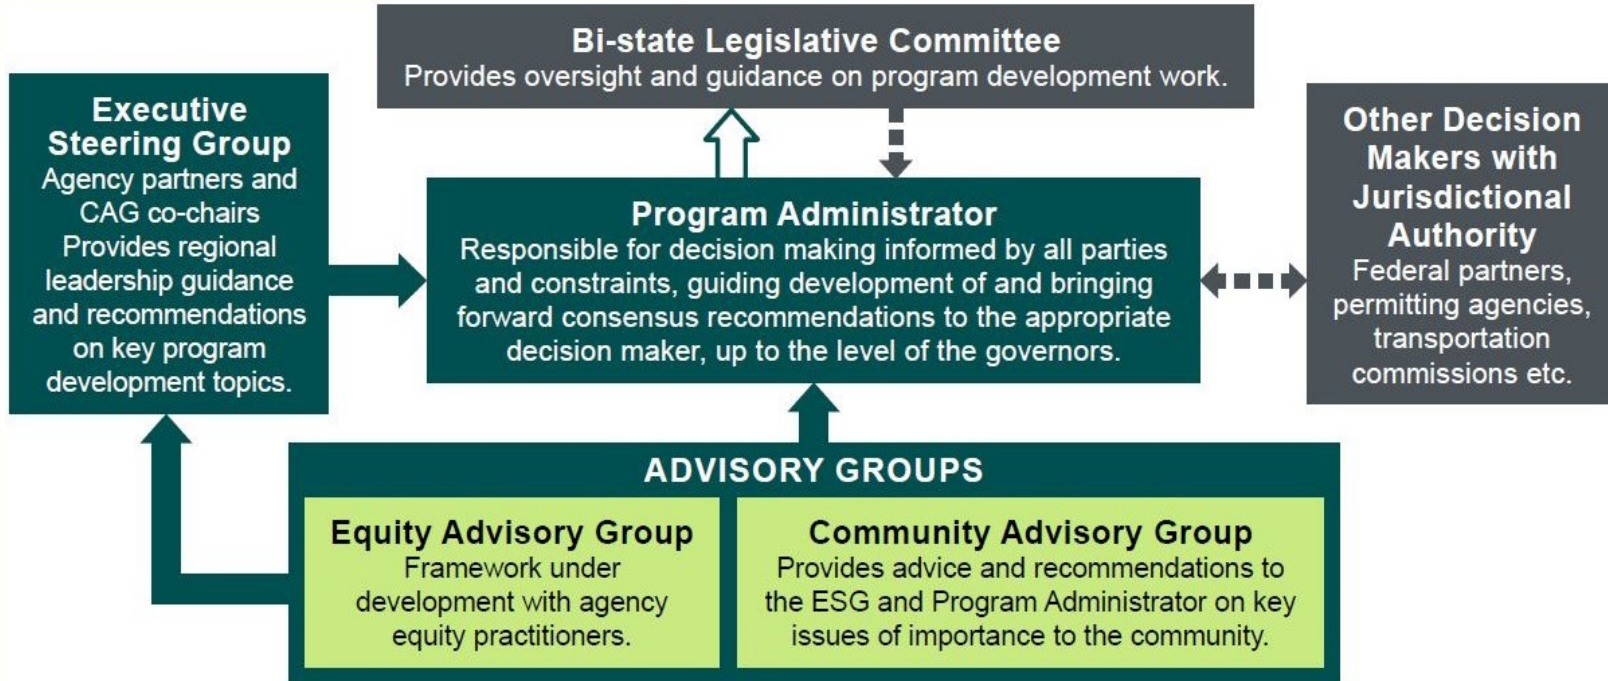 Bi-state Legislative Committee
Provides oversight and guidance on program development work.
Executive
Steering Group
Agency partners and
CAG co-chairs
Provides regional
leadership guidance
and recommendations
on key program
development topics.
Program Administrator
Responsible for decision making informed by all parties
and constraints, guiding development of and bringing
forward consensus recommendations to the appropriate
decision maker, up to the level of the governors.
Other Decision
Makers with
Jurisdictional
Authority
Federal partners,
permitting agencies,
transportation
commissions etc.
ADVISORY GROUPS
Equity Advisory Group
Framework under
development with agency
equity practitioners.
Community Advisory Group
Provides advice and recommendations to
the ESG and Program Administrator on key
issues of importance to the community.